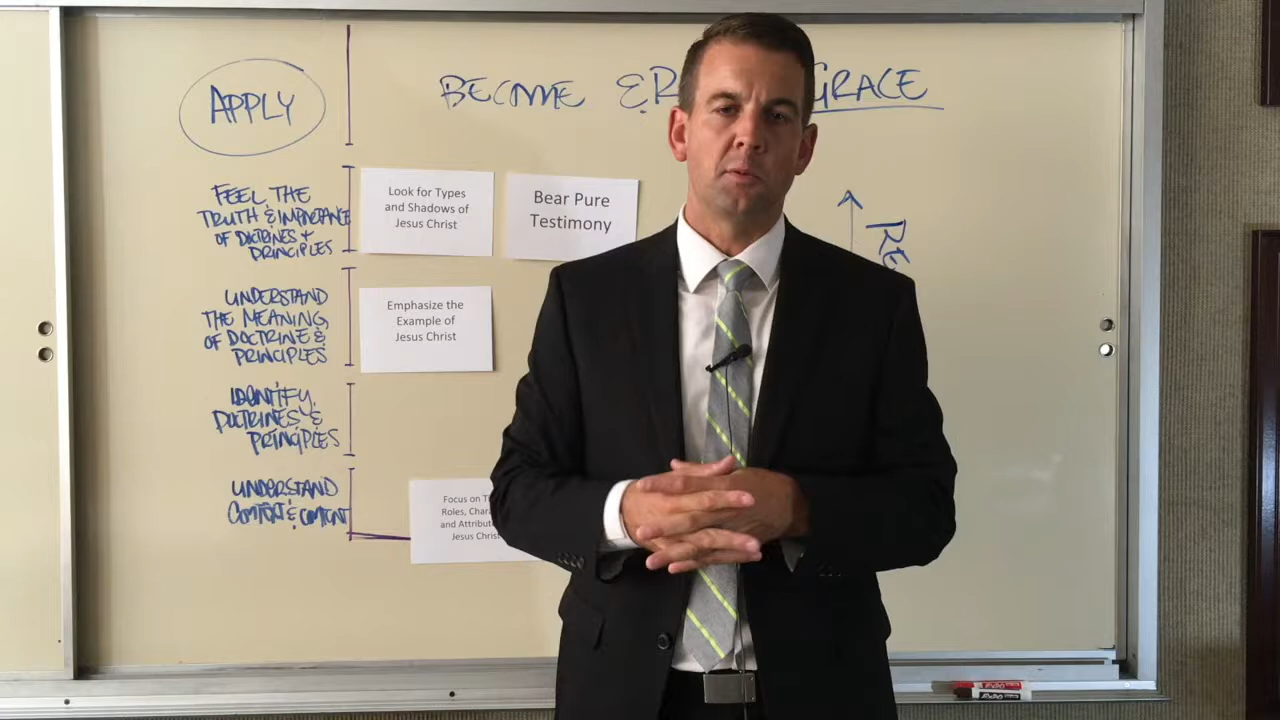 BECOME & R GRACE
APPLY
FEEL THE
TRUTH & IMPORTANCE
OF DOCTRINES +
PRINCIPLES
Look for Types
and Shadows of
Jesus Christ
Bear Pure
Testimony
RE
UNDERSTAND
THE MEANING
OF DOCTRINE &
PRINCIPLES
Emphasize the
Example of
Jesus Christ
IDENTIFY
DOCTRINES &
PRINCIPLES
UNDERSTAND
CONTEXT & CONTENT
Focus on T
Roles, Chara
and Attribut
Jesus Christ